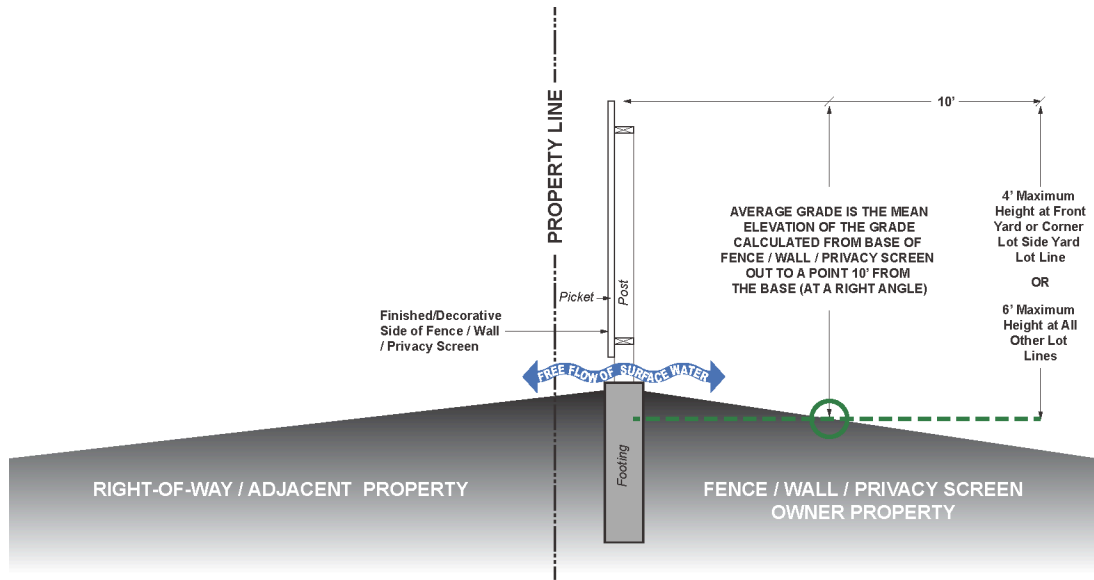 PROPERTY LINE
10’
AVERAGE GRADE IS THE MEAN
ELEVATION OF THE GRADE
CALCULATED FROM BASE OF
FENCE / WALL / PRIVACY SCREEN
OUT TO A POINT 10’ FROM
THE BASE (AT A RIGHT ANGLE)
4’ Maximum
Height at Front
Yard or Corner
Lot Side Yard
Lot Line
OR
6’ Maximum
Height at All
Other Lot
Lines
Picket
Post
Finished/Decorative
Side of Fence / Wall
/ Privacy Screen
FREE FLOW OF SURFACE WATER
Footing
RIGHT-OF-WAY / ADJACENT PROPERTY
FENCE / WALL / PRIVACY SCREEN
OWNER PROPERTY